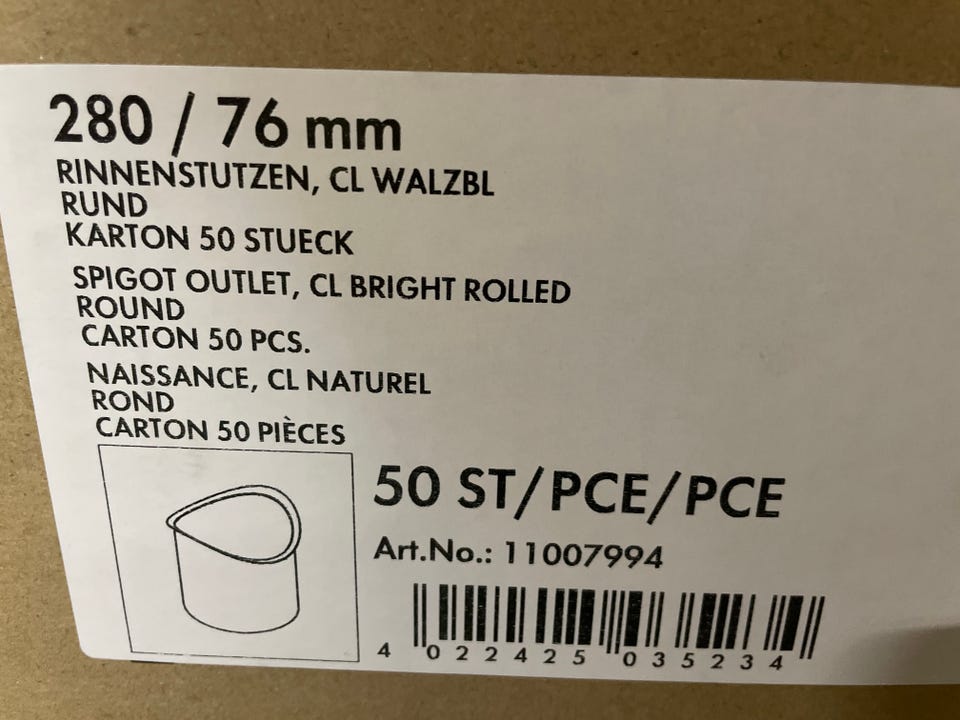 280 / 76 mm
RINNENSTUTZEN, CL WALZBL
RUND
KARTON 50 STUECK
SPIGOT OUTLET, CL BRIGHT ROLLED
ROUND
CARTON 50 PCS.
NAISSANCE, CL NATUREL
ROND
CARTON 50 PIÈCES
50 ST/PCE/PCE
Art.No.: 11007994
4 022425 035234